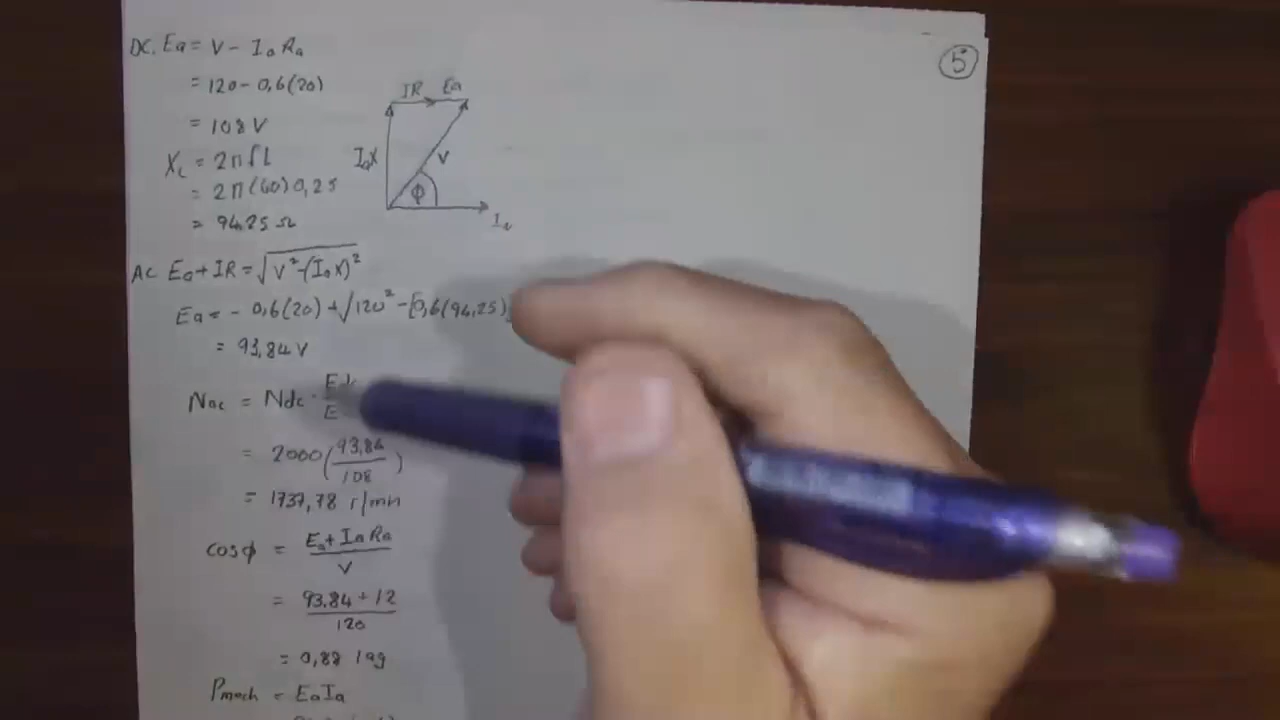 5
DC. Ea = V - IaRa
= 120 - 0,6(20)
= 108 V
XL = 2πfL
= 2π(60)0,25
= 94,25 Ω
IR Ea
IaX
V
φ
Ia
AC Ea + IR = √V² - (IaX)²
Ea = - 0,6(20) + √120² - [0,6(94,25)
= 93,84 V
Nac = Ndc ·
= 2000 (93,84/108)
= 1737,78 r/min
cosφ = Ea + IaRa / V
= 93.84 + 12 / 120
= 0,88 lag
Pmech = EaIa